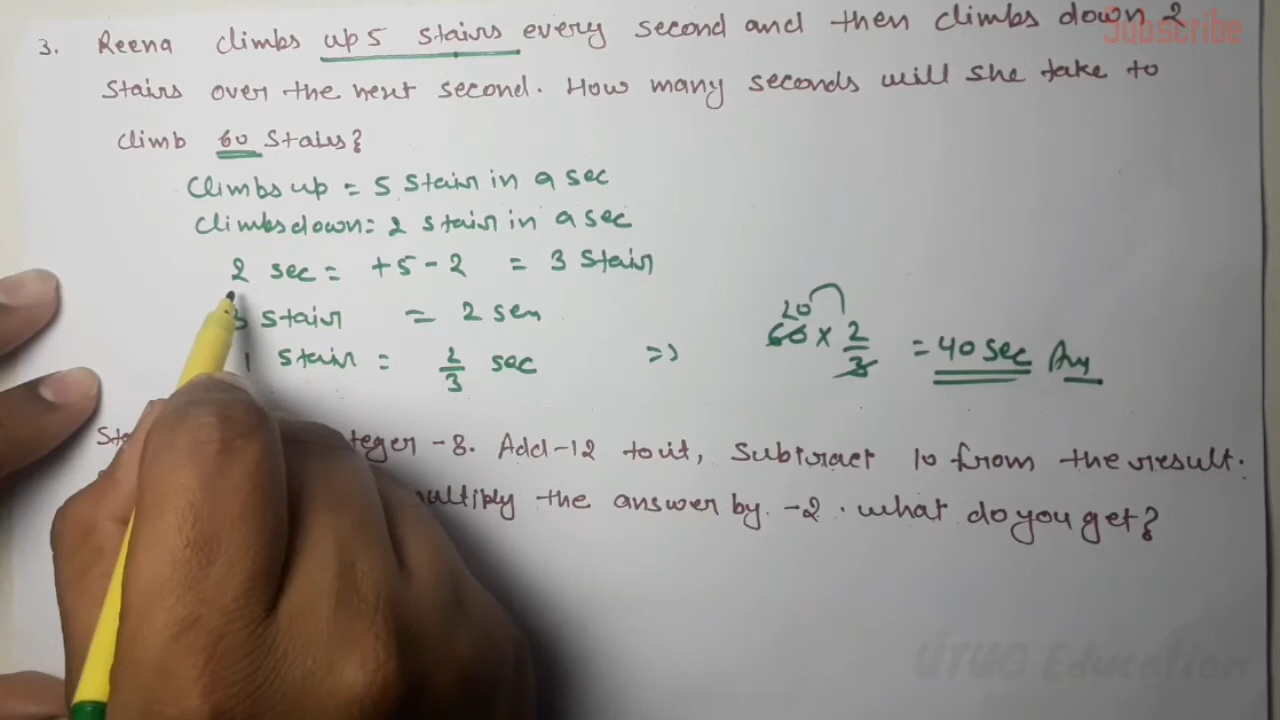 3. Reena climbs up 5 stairs every second and then climbs down 2
Subscribe
Stairs over the next second. How many seconds will she take to
climb 60 Stairs?
Climbs up = 5 Stair in a sec
Climbs down = 2 stair in a sec
2 sec = +5 - 2 = 3 Stair
3 stair = 2 sen
1 stair = 2/3 sec => 60 × 2/3 = 40 sec Ans
20
-8. Add -12 to it, Subtract 10 from the result.
the answer by -2. what do you get?
UTUG Education